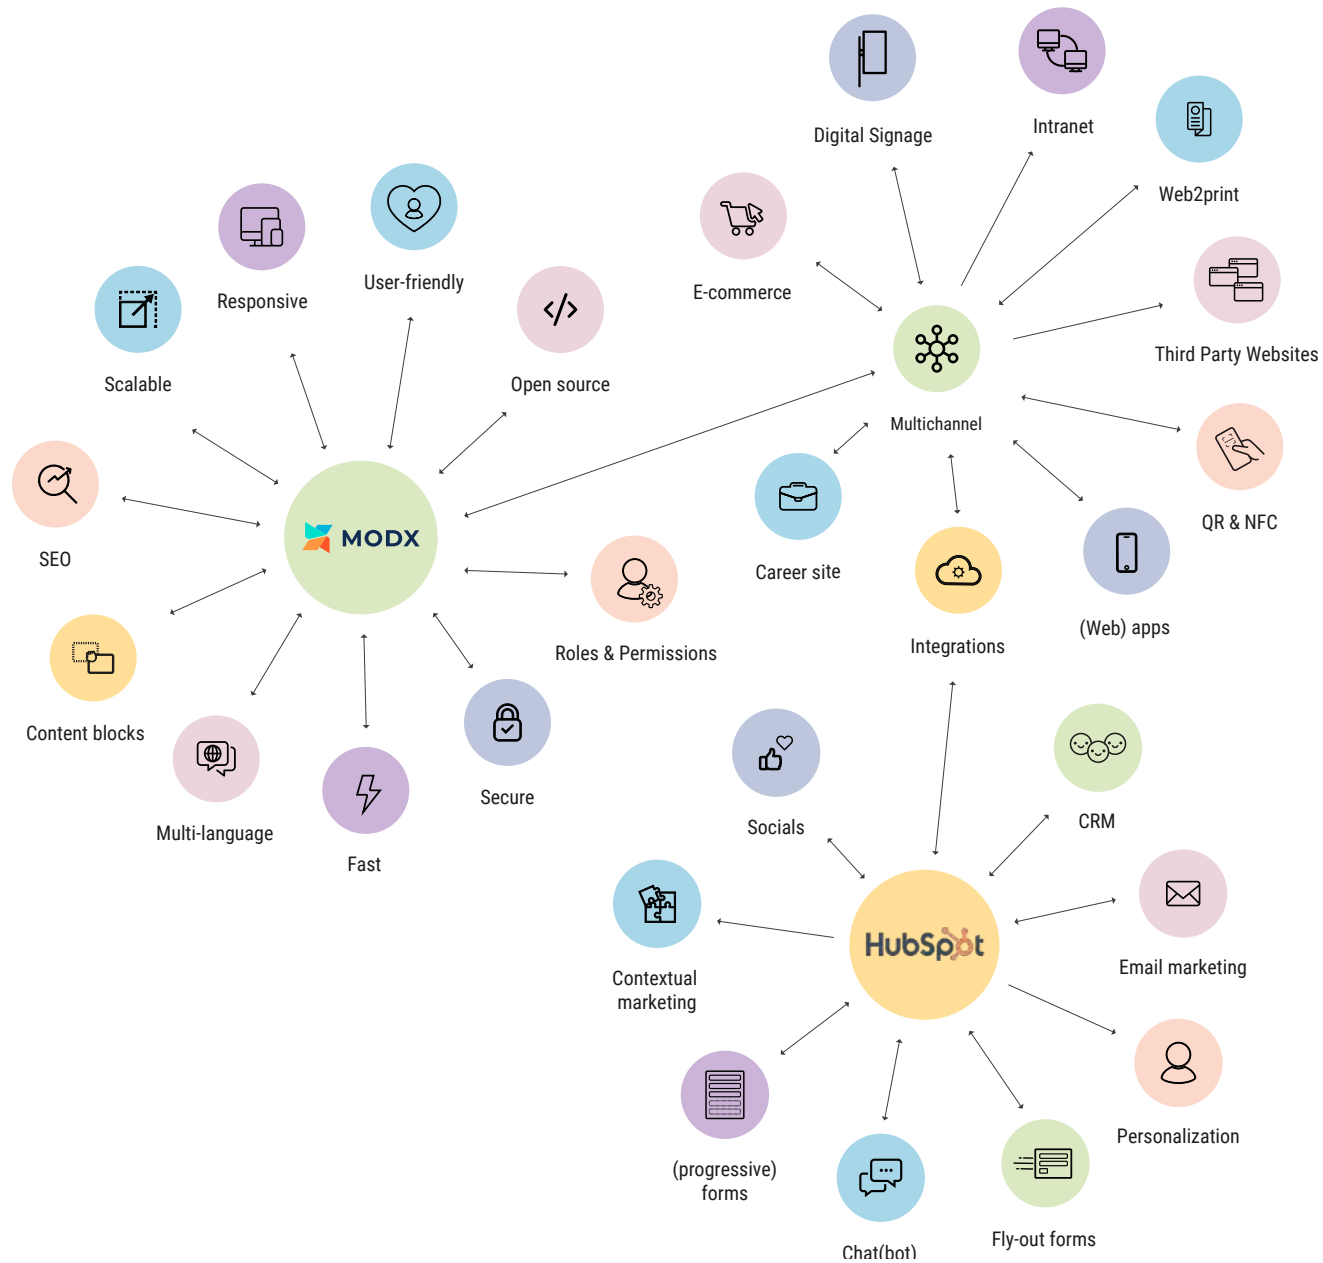 Digital Signage
Intranet
Web2print
E-commerce
Third Party Websites
Multichannel
QR & NFC
Career site
Integrations
(Web) apps
User-friendly
Responsive
Open source
Scalable
SEO
MODX
Content blocks
Roles & Permissions
Multi-language
Secure
Fast
Socials
CRM
HubSpot
Email marketing
Contextual
marketing
Personalization
(progressive)
forms
Chat(bot)
Fly-out forms